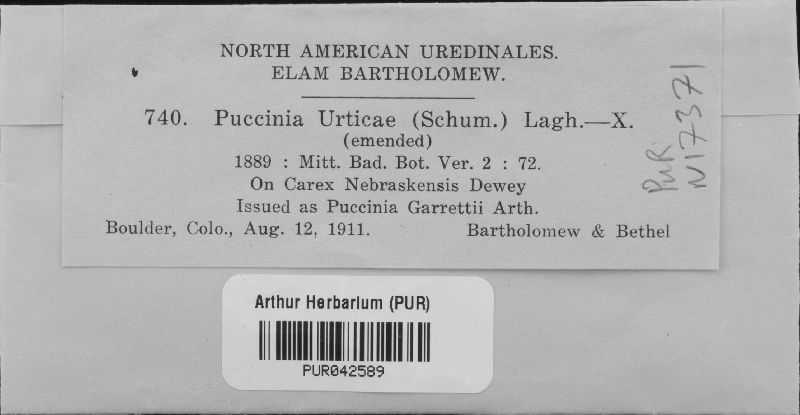 NORTH AMERICAN UREDINALES.
ELAM BARTHOLOMEW.
740. Puccinia Urticae (Schum.) Lagh.—X.
(emended)
1889 : Mitt. Bad. Bot. Ver. 2 : 72.
On Carex Nebraskensis Dewey
Issued as Puccinia Garrettii Arth.
Boulder, Colo., Aug. 12, 1911. Bartholomew & Bethel
PUR
N17371
Arthur Herbarium (PUR)
PUR042589